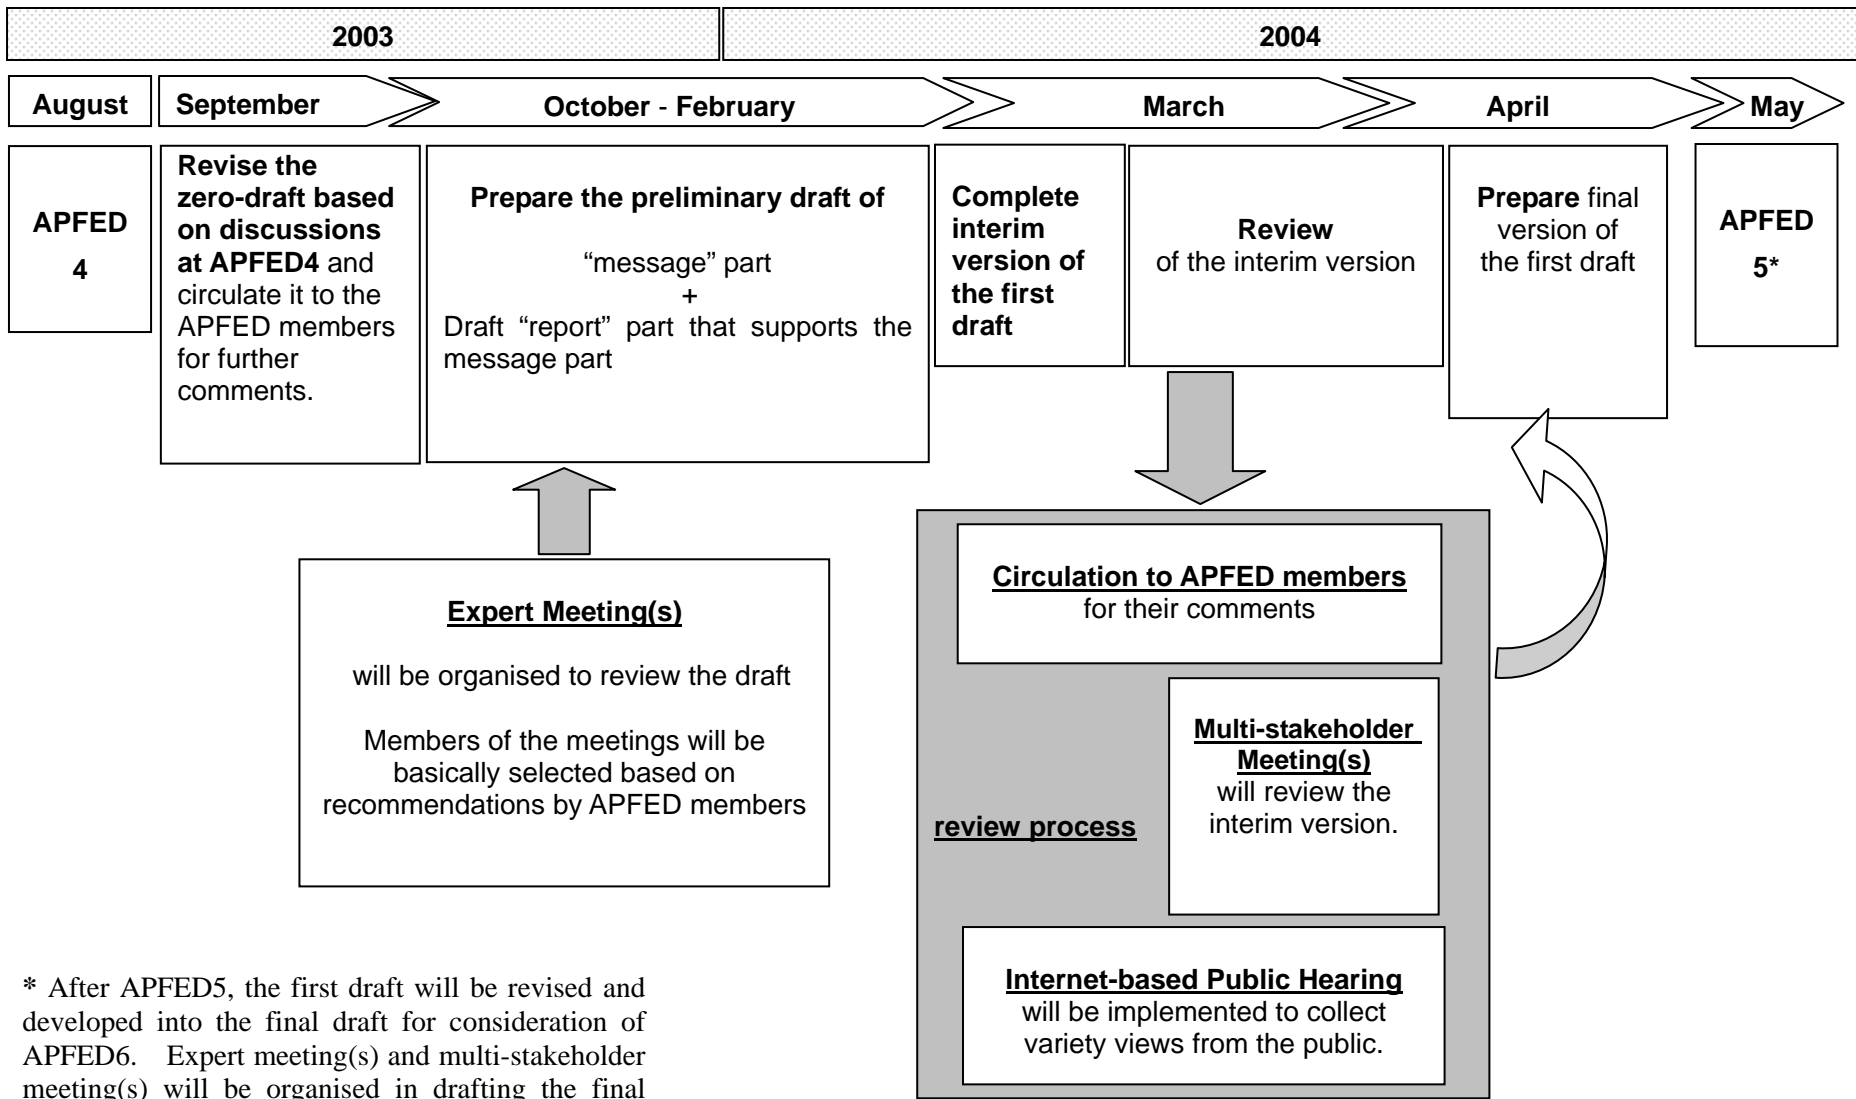 2003
2004
August
September
October - February
March
April
May
APFED
4
Revise the
zero-draft based
on discussions
at APFED4 and
circulate it to the
APFED members
for further
comments.
Prepare the preliminary draft of
“message” part
+
Draft “report” part that supports the
message part
Complete
interim
version of
the first
draft
Review
of the interim version
Prepare final
version of
the first draft
APFED
5*
Expert Meeting(s)
will be organised to review the draft
Members of the meetings will be
basically selected based on
recommendations by APFED members
review process
Circulation to APFED members
for their comments
Multi-stakeholder
Meeting(s)
will review the
interim version.
Internet-based Public Hearing
will be implemented to collect
variety views from the public.
* After APFED5, the first draft will be revised and
developed into the final draft for consideration of
APFED6. Expert meeting(s) and multi-stakeholder
meeting(s) will be organised in drafting the final